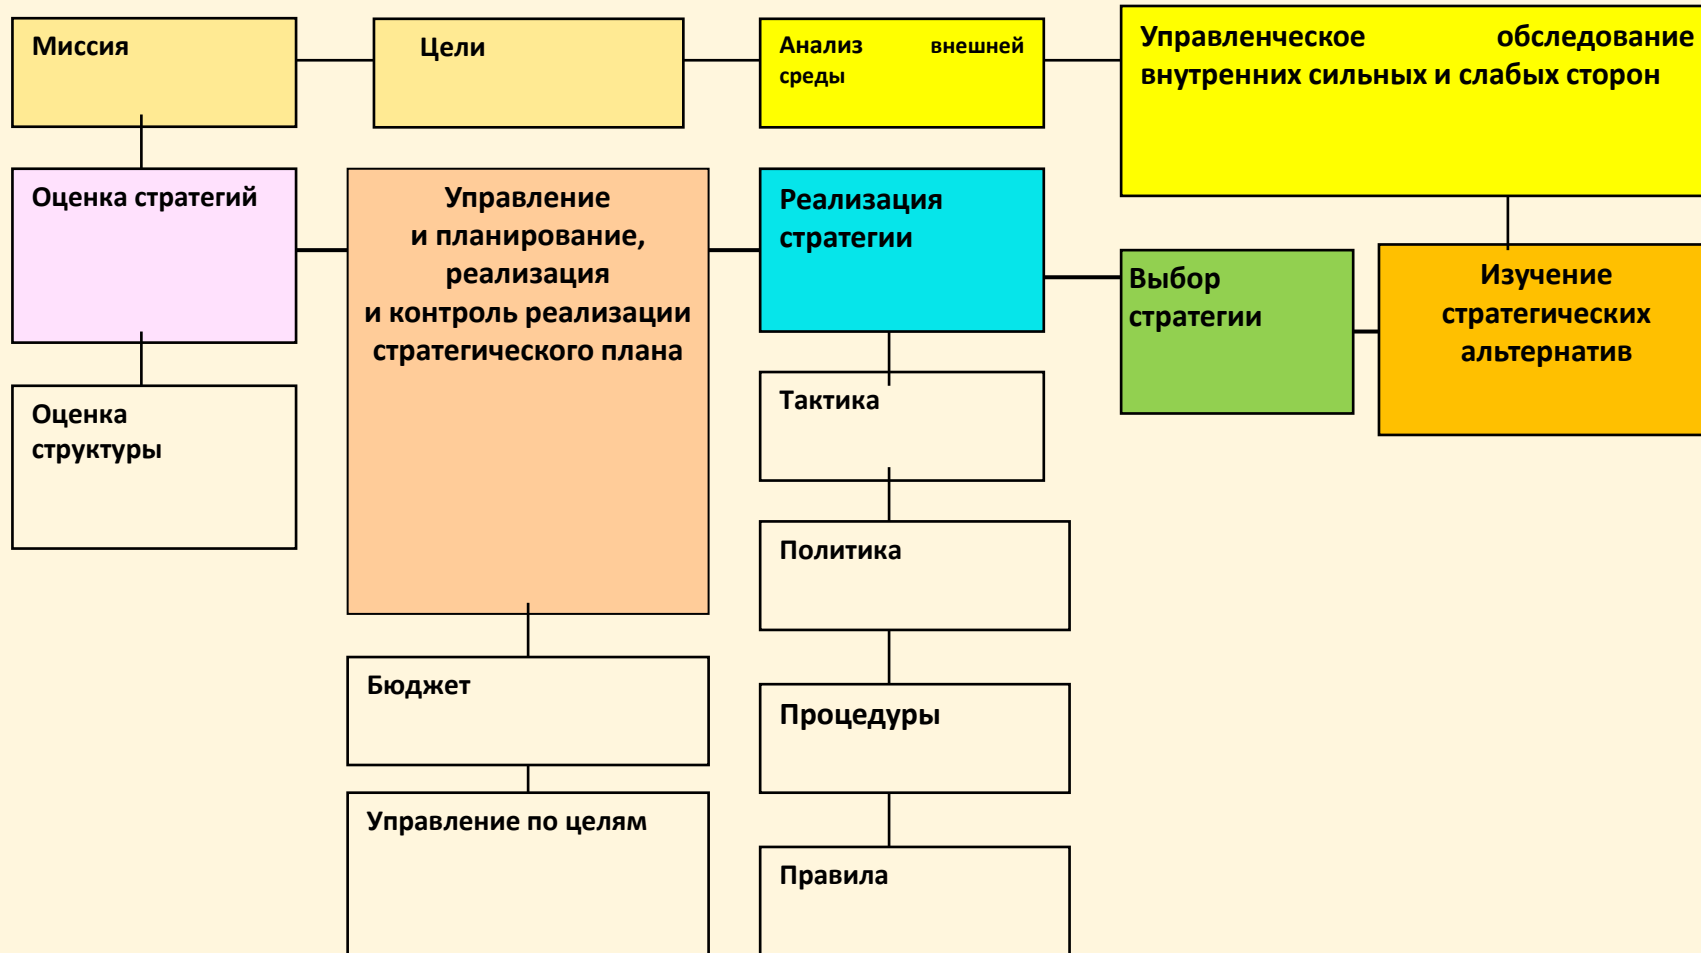 Миссия
Цели
Анализ внешней
среды
Управленческое обследование
внутренних сильных и слабых сторон
Оценка стратегий
Управление
и планирование,
реализация
и контроль реализации
стратегического плана
Реализация
стратегии
Выбор
стратегии
Изучение
стратегических
альтернатив
Оценка
структуры
Тактика
Политика
Бюджет
Процедуры
Управление по целям
Правила